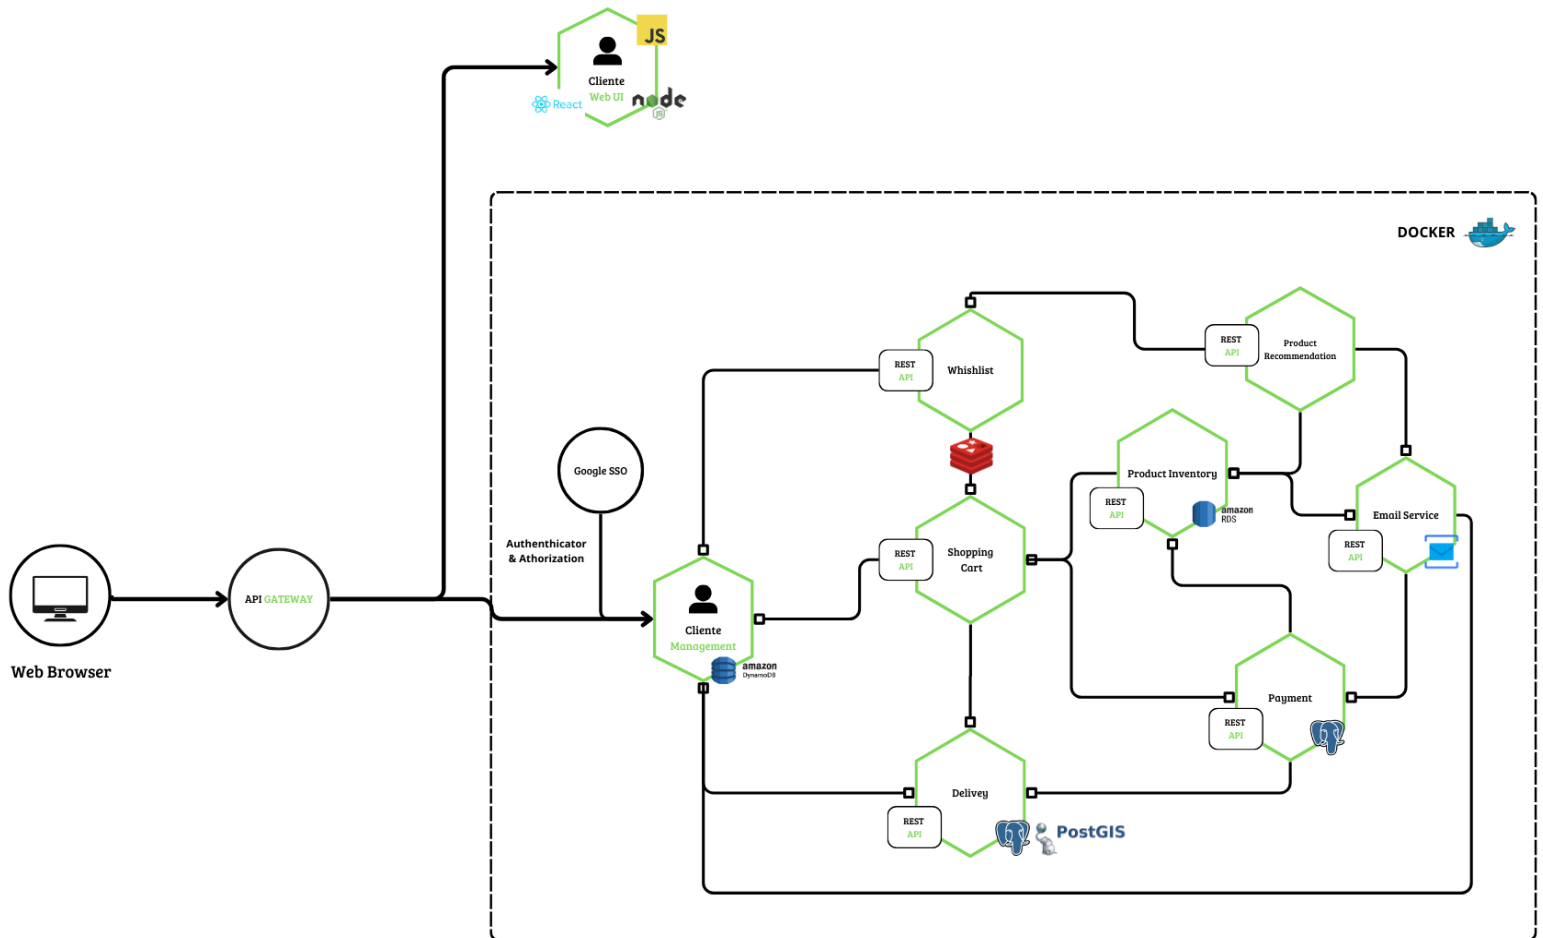 JS
Cliente
Web UI
React
node
JS
DOCKER
REST
API
Whishlist
REST
API
Product
Recommendation
Google SSO
Product Inventory
REST
API
amazon
RDS
Email Service
REST
API
Authenthicator
& Athorization
REST
API
Shopping
Cart
API GATEWAY
Web Browser
Cliente
Management
amazon
DynamoDB
Payment
REST
API
Delivey
REST
API
PostGIS